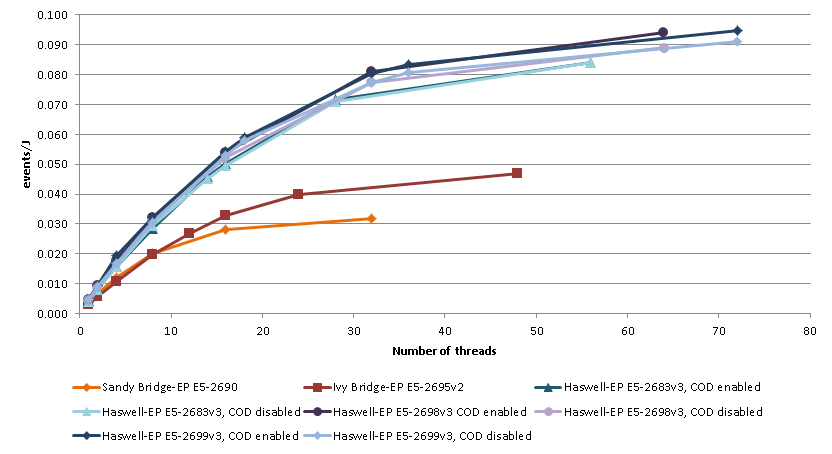 0.100
0.090
0.080
0.070
0.060
0.050
0.040
0.030
0.020
0.010
0.000
events/J
0 10 20 30 40 50 60 70 80
Number of threads
Sandy Bridge-EP E5-2690 Ivy Bridge-EP E5-2695v2 Haswell-EP E5-2683v3, COD enabled
Haswell-EP E5-2683v3, COD disabled Haswell-EP E5-2698v3 COD enabled Haswell-EP E5-2698v3, COD disabled
Haswell-EP E5-2699v3, COD enabled Haswell-EP E5-2699v3, COD disabled